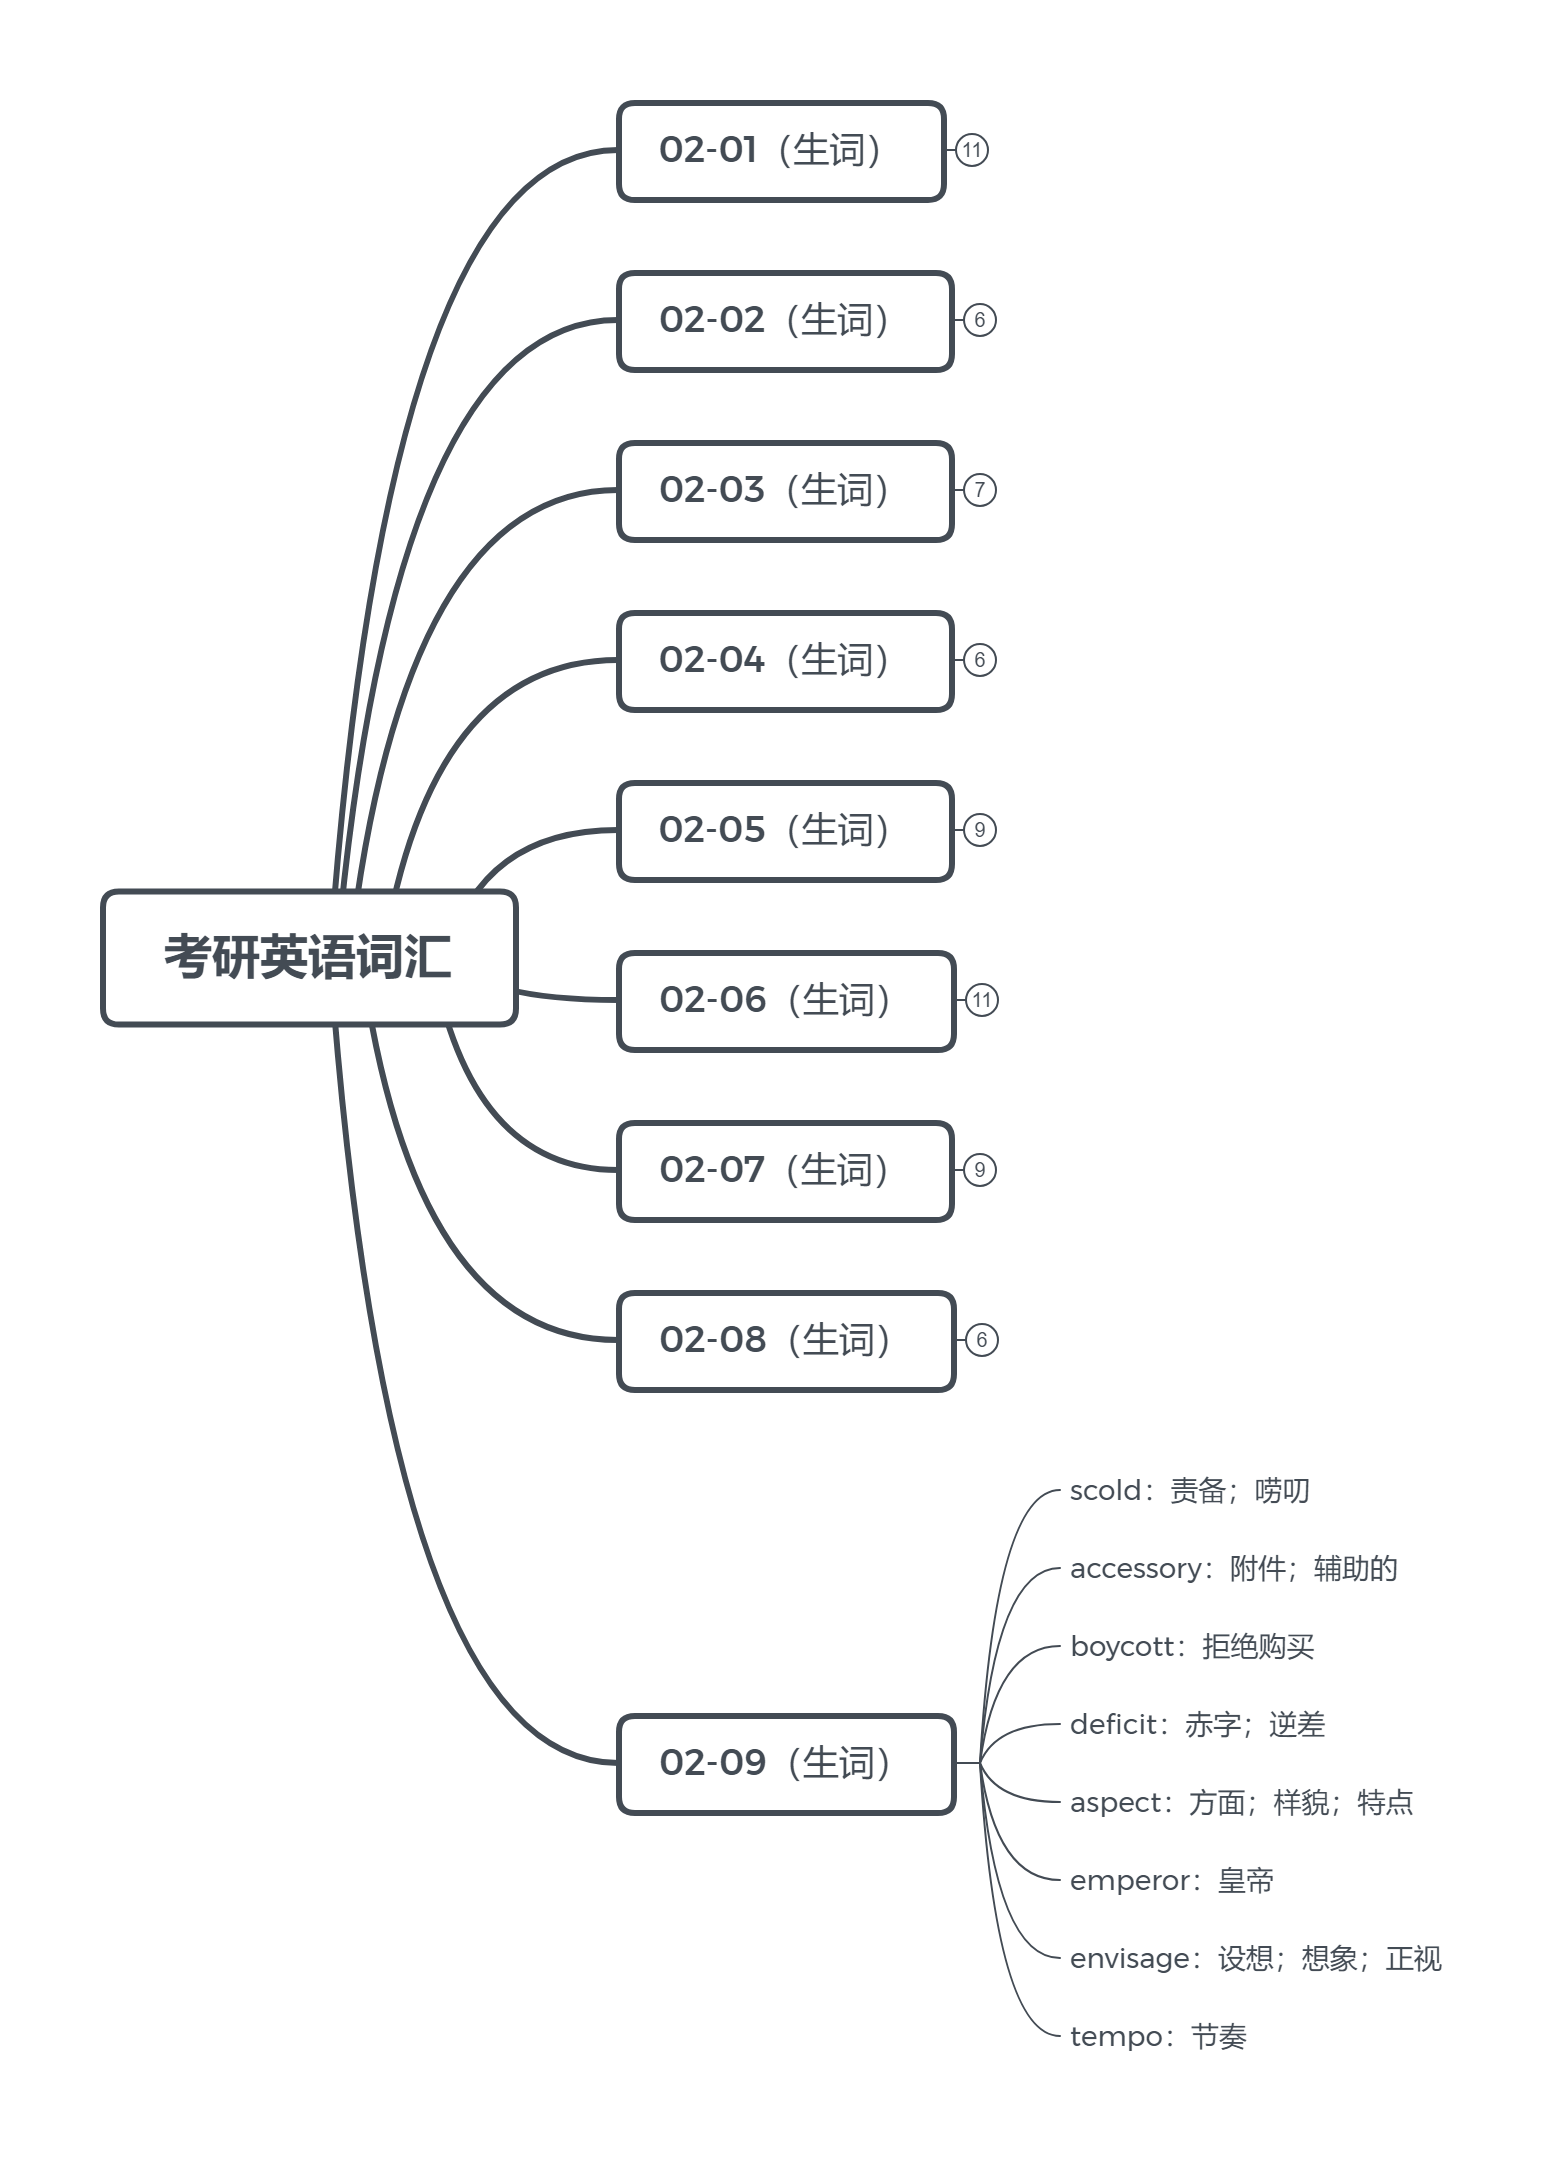 02-01（生词）
11
02-02（生词）
6
02-03（生词）
7
02-04（生词）
6
02-05（生词）
9
考研英语词汇
02-06（生词）
11
02-07（生词）
9
02-08（生词）
6
02-09（生词）
scold：责备；唠叨
accessory：附件；辅助的
boycott：拒绝购买
deficit：赤字；逆差
aspect：方面；样貌；特点
emperor：皇帝
envisage：设想；想象；正视
tempo：节奏